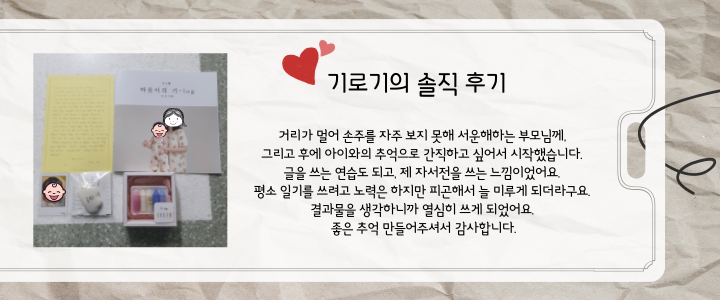 기로기의 솔직 후기
거리가 멀어 손주를 자주 보지 못해 서운해하는 부모님께,
그리고 후에 아이와의 추억으로 간직하고 싶어서 시작했습니다.
글을 쓰는 연습도 되고, 제 자서전을 쓰는 느낌이었어요.
평소 일기를 쓰려고 노력은 하지만 피곤해서 늘 미루게 되더라구요.
결과물을 생각하니까 열심히 쓰게 되었어요.
좋은 추억 만들어주셔서 감사합니다.